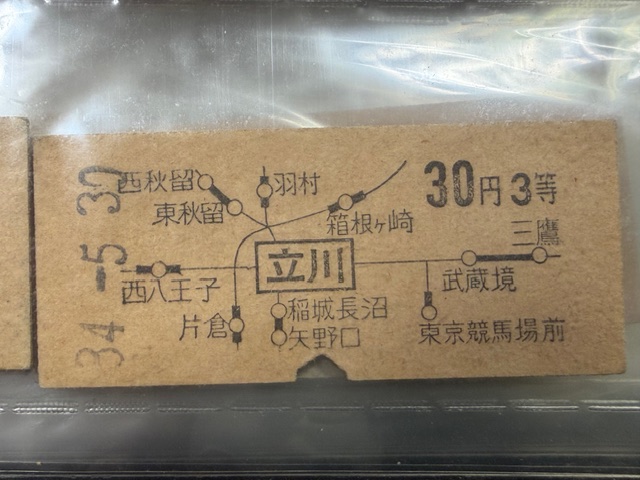 34.-5.30
西秋留
羽村
30円 3等
東秋留
箱根ヶ崎
三鷹
立川
西八王子
武蔵境
片倉
稲城長沼
矢野口
東京競馬場前